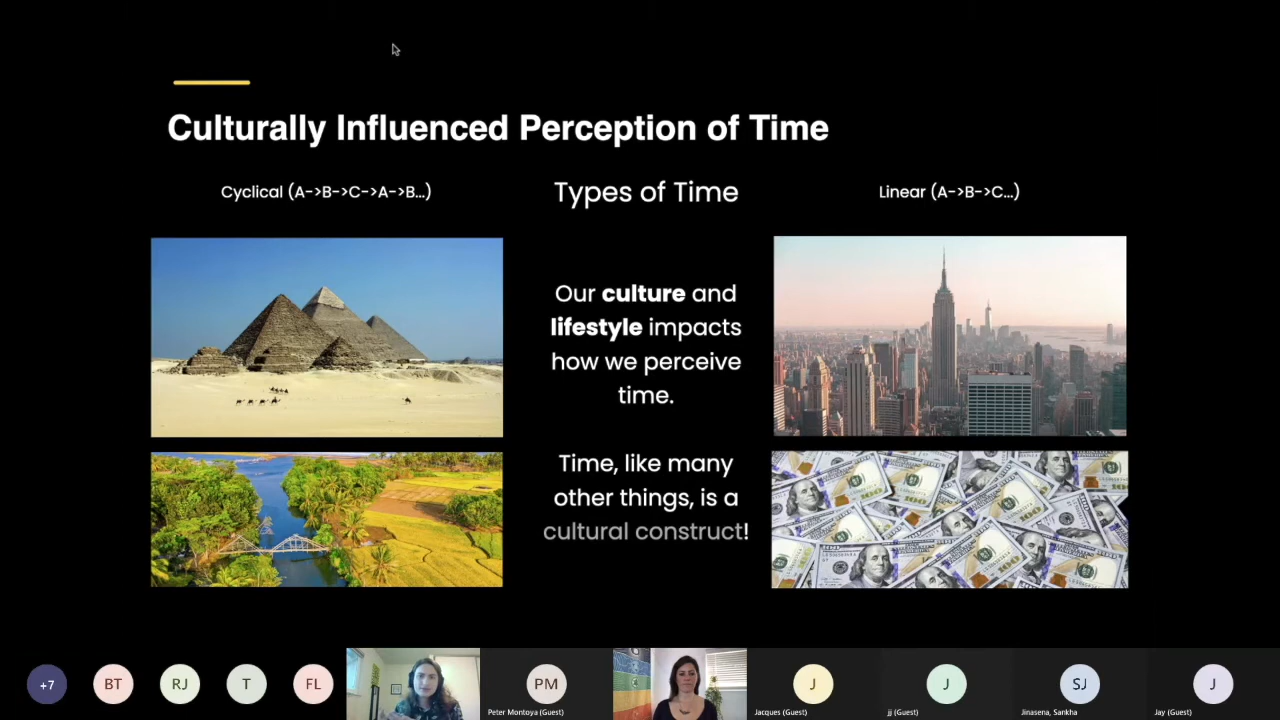 Culturally Influenced Perception of Time
Cyclical (A->B->C->A->B...)
Types of Time
Linear (A->B->C...)
Our culture and
lifestyle impacts
how we perceive
time.
Time, like many
other things, is a
cultural construct!
+7
BT
RJ
T
FL
PM
Peter Montoya (Guest)
J
Jacques (Guest)
J
jj (Guest)
SJ
Jinasena, Sankha
J
Jay (Guest)